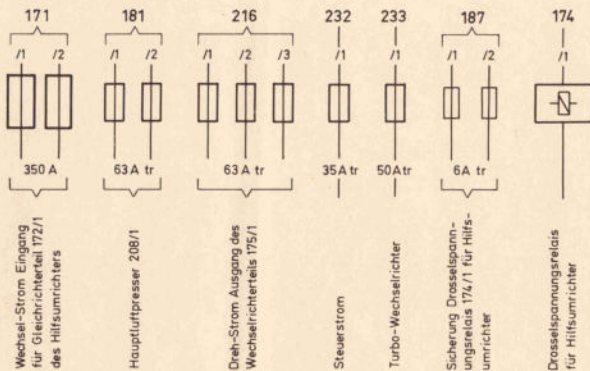 171 181 216 232 233 187 174
/1 /2 /1 /2 /1 /2 /3 /1 /1 /1 /2 /1
350 A 63 A tr 63 A tr 35 A tr 50 A tr 6 A tr
Wechsel-Strom Eingang
für Gleichrichterteil 172/1
des Hilfsumrichters
Hauptluftpresser 208/1
Dreh-Strom Ausgang des
Wechselrichterteils 175/1
Steuerstrom
Turbo-Wechselrichter
Sicherung Drosselspann-
ungsrelais 174/1 für Hilfs-
umrichter
Drosselspannungsrelais
für Hilfsumrichter